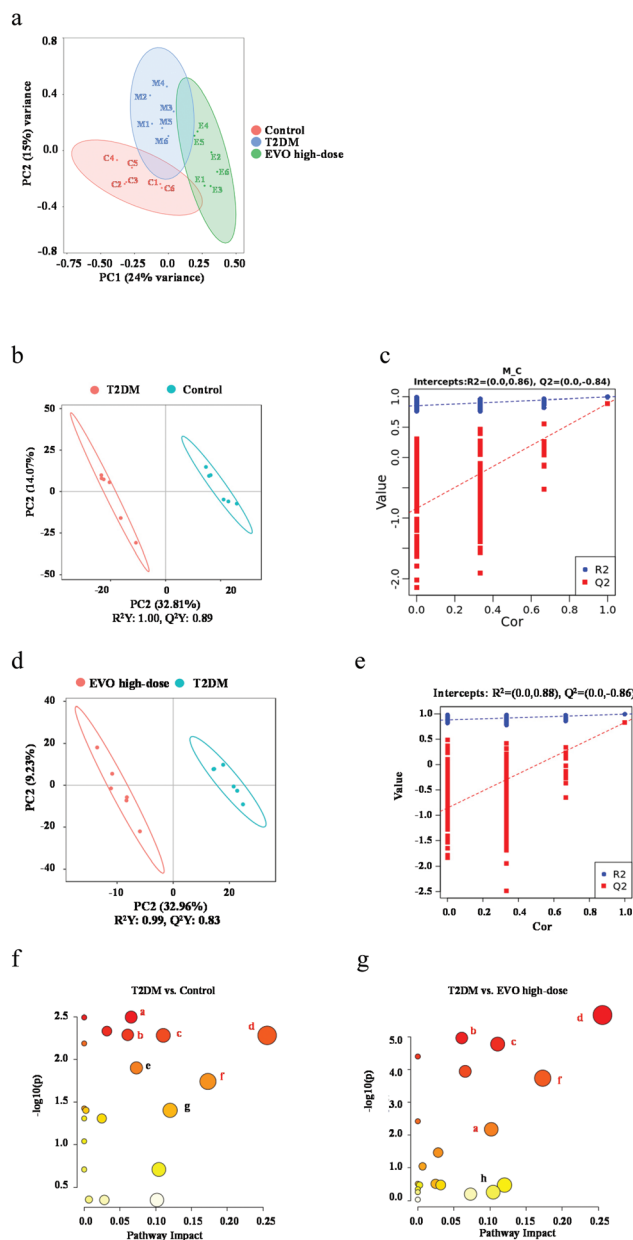 a
PC2 (15%) variance
0.8
0.4
0.0
-0.4
-0.8
M4
M2
M3
M1
M5
M6
E4
E5
E2
E6
E1
E3
C4
C5
C2
C3
C1
C6
-0.75
-0.50
-0.25
0.0
0.25
0.50
PC1 (24% variance)
Control
T2DM
EVO high-dose
b
T2DM Control
PC2 (14.07%)
50
25
0
-25
-50
-20
0
20
PC2 (32.81%)
R²Y: 1.00, Q²Y: 0.89
c
M_C
Intercepts:R2=(0.0,0.86), Q2=(0.0,-0.84)
Value
1.0
0.0
-0.0
-1.0
-2.0
0.0
0.2
0.4
0.6
0.8
1.0
Cor
R2
Q2
d
EVO high-dose T2DM
PC2 (9.23%)
40
20
0
-20
-40
-10
0
20
PC2 (32.96%)
R²Y: 0.99, Q²Y: 0.83
e
Intercepts: R²=(0.0,0.88), Q²=(0.0,-0.86)
Value
1.0
0.5
0
-0.5
-1.0
-1.5
-2.0
-2.5
0.0
0.2
0.4
0.6
0.8
1.0
Cor
R2
Q2
f
T2DM vs. Control
-log10(p)
2.5
2.0
1.5
1.0
0.5
a
b
c
d
e
f
g
0.0
0.05
0.10
0.15
0.20
0.25
Pathway Impact
g
T2DM vs. EVO high-dose
-log10(p)
5.0
4.0
3.0
2.0
1.0
0.0
d
b
c
f
a
h
0.0
0.05
0.10
0.15
0.20
0.25
Pathway Impact